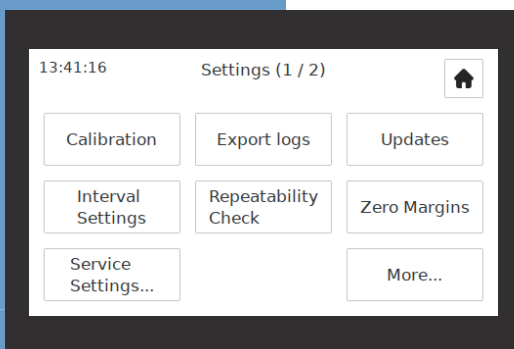 13:41:16
Settings (1 / 2)
Calibration
Export logs
Updates
Interval
Settings
Repeatability
Check
Zero Margins
Service
Settings...
More...